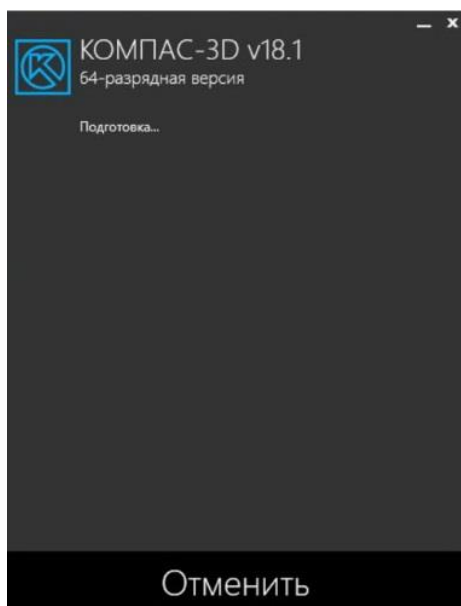 КОМПАС-3D v18.1
64-разрядная версия
Подготовка...
Отменить